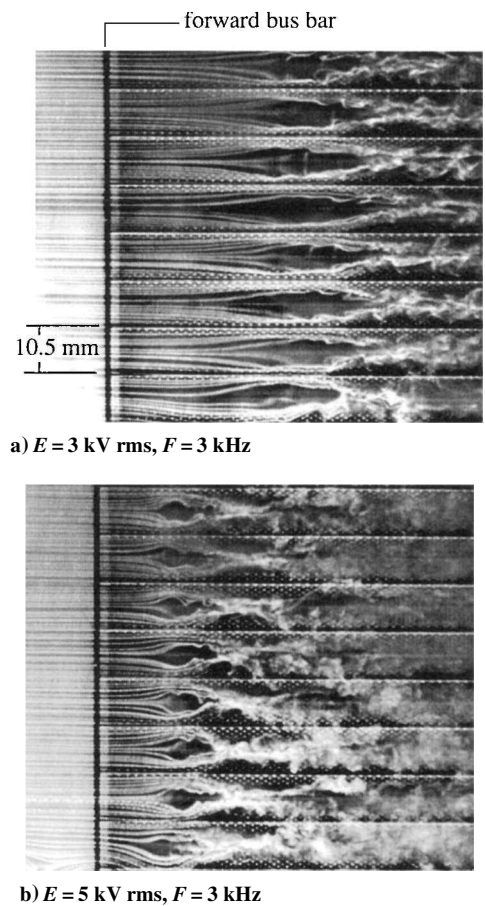 forward bus bar
10.5 mm
a) E = 3 kV rms, F = 3 kHz
b) E = 5 kV rms, F = 3 kHz